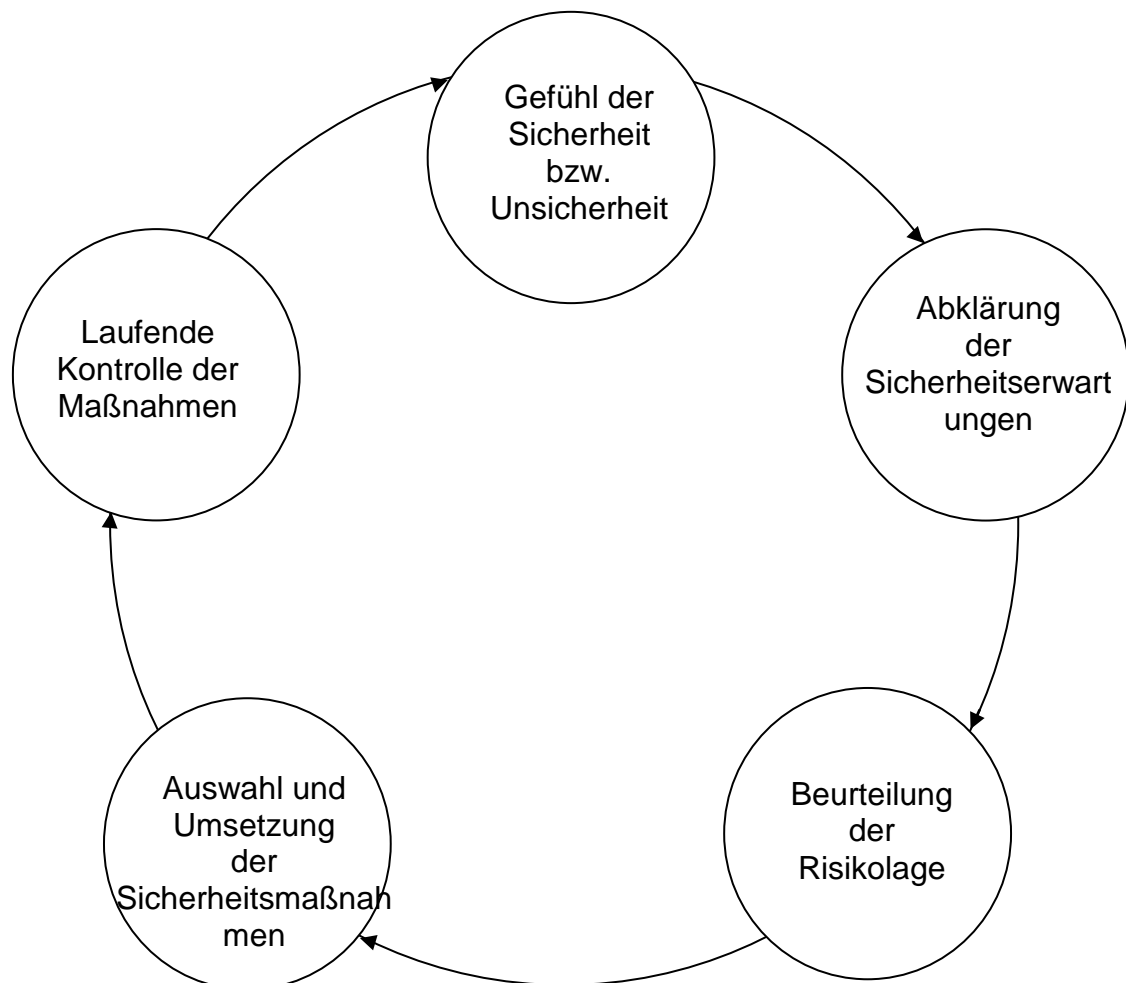 Gefühl der
Sicherheit
bzw.
Unsicherheit
Abklärung
der
Sicherheitserwart
ungen
Beurteilung
der
Risikolage
Auswahl und
Umsetzung
der
Sicherheitsmaßnah
men
Laufende
Kontrolle der
Maßnahmen